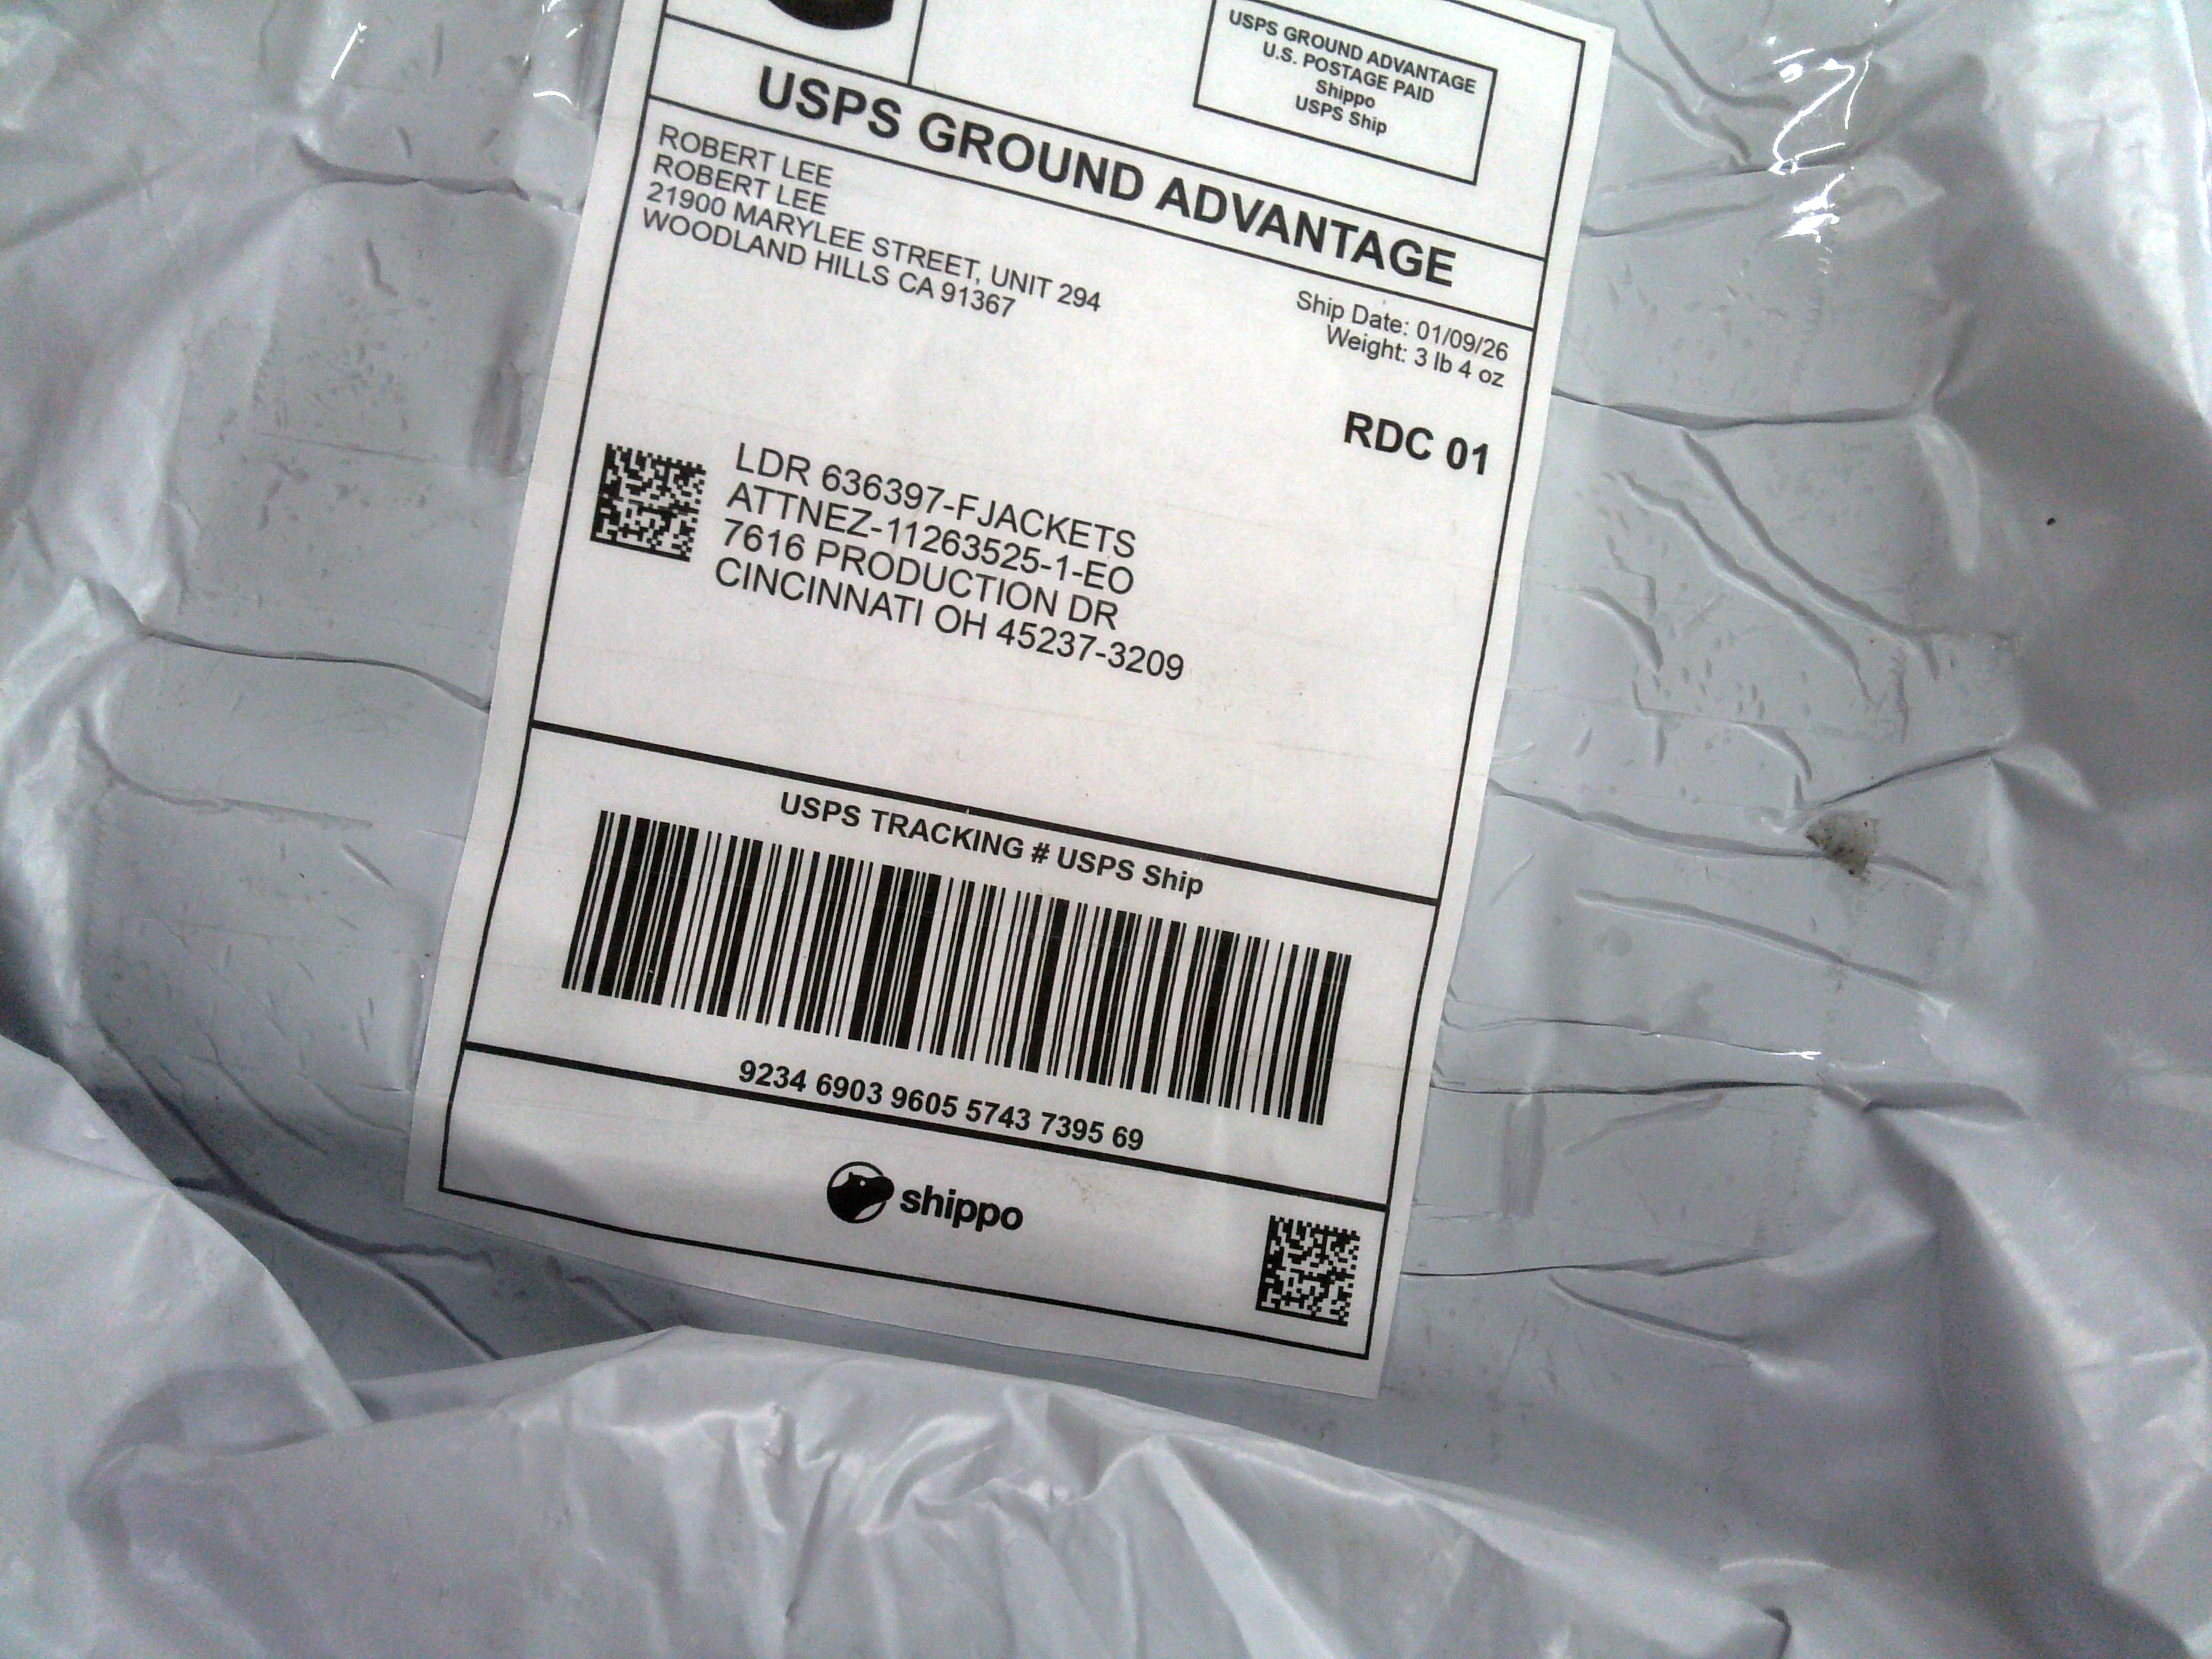 USPS GROUND ADVANTAGE
U.S. POSTAGE PAID
Shippo
USPS Ship
USPS GROUND ADVANTAGE
ROBERT LEE
ROBERT LEE
21900 MARYLEE STREET, UNIT 294
WOODLAND HILLS CA 91367
Ship Date: 01/09/26
Weight: 3 lb 4 oz
RDC 01
LDR 636397-FJACKETS
ATTNEZ-11263525-1-EO
7616 PRODUCTION DR
CINCINNATI OH 45237-3209
USPS TRACKING # USPS Ship
9234 6903 9605 5743 7395 69
shippo